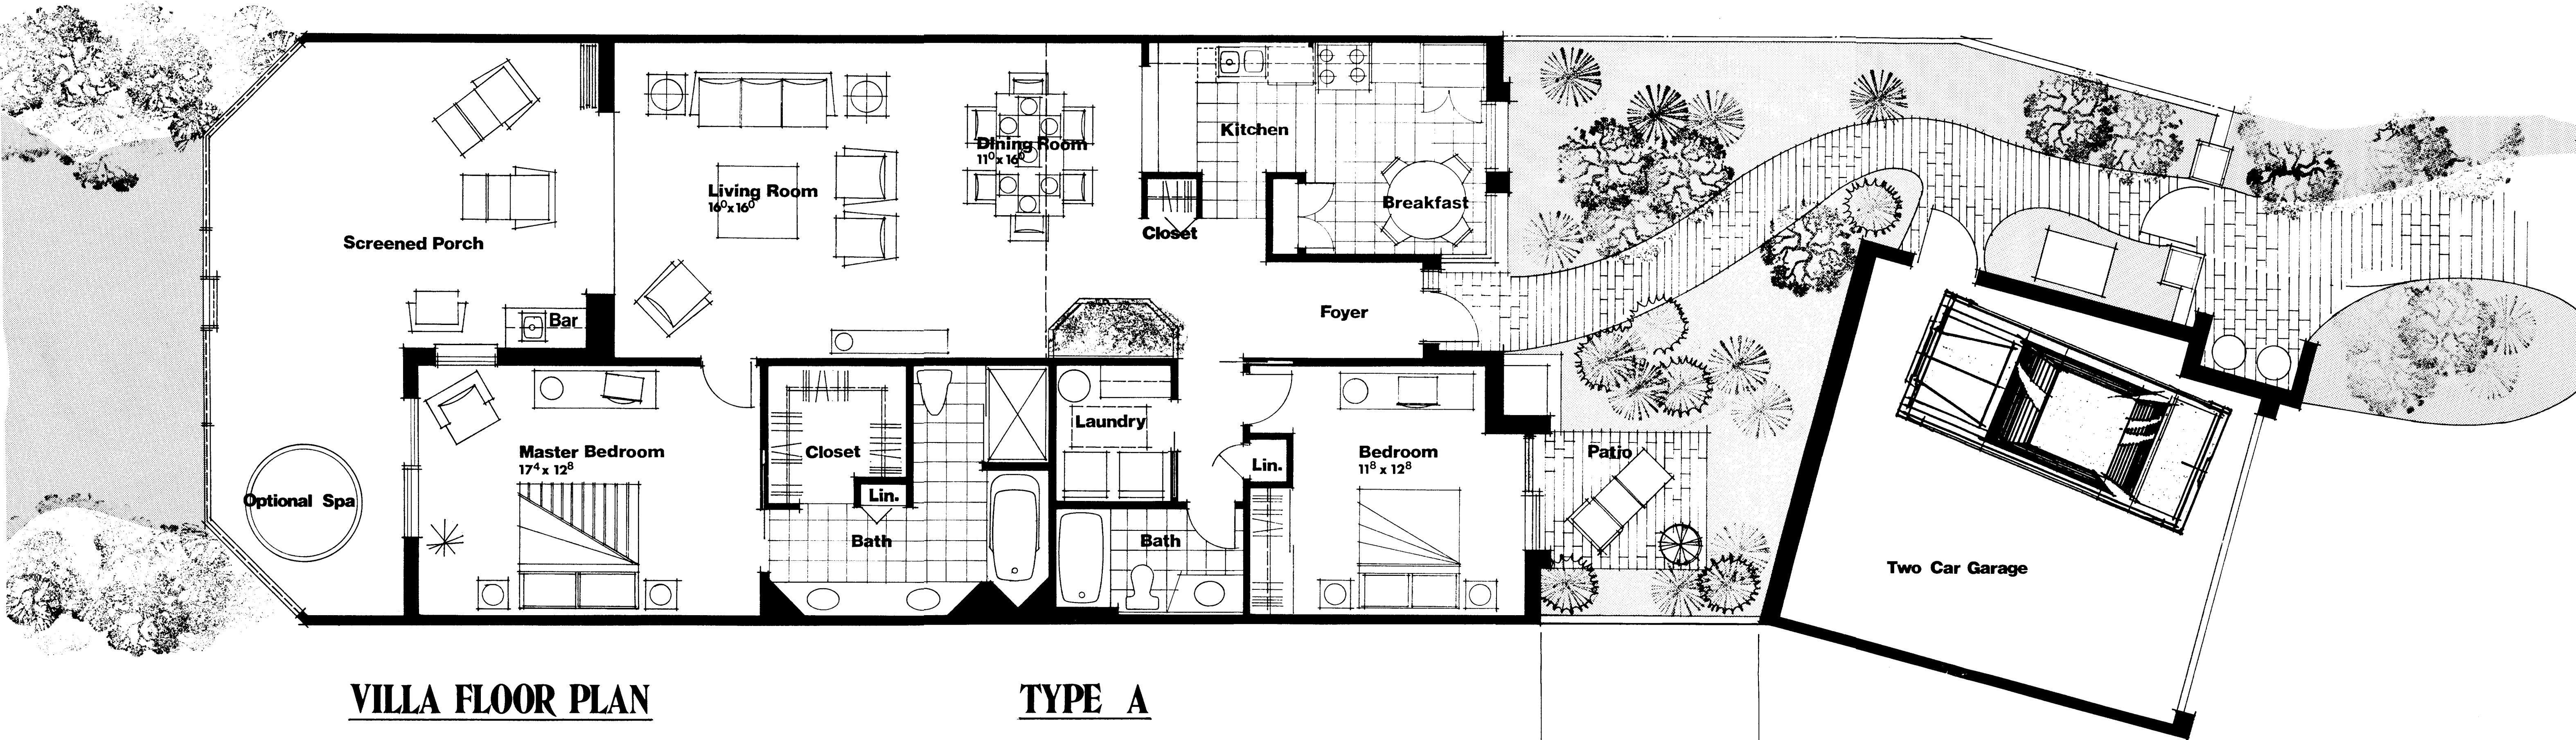 Screened Porch
Bar
Optional Spa
Living Room
16⁰ x 16⁰
Dining Room
11⁰ x 16⁰
Kitchen
Breakfast
Closet
Foyer
Master Bedroom
17⁴ x 12⁸
Closet
Lin.
Bath
Laundry
Bath
Lin.
Bedroom
11⁸ x 12⁸
Patio
Two Car Garage
VILLA FLOOR PLAN
TYPE A